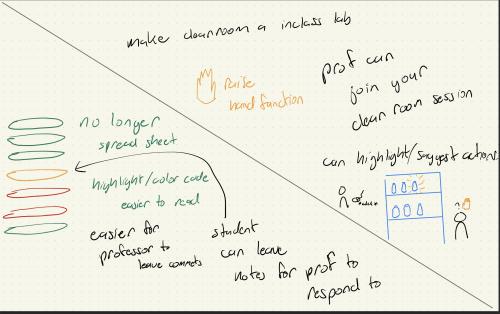 make cleanroom a inclass lab
raise
hand function
prof can
join your
clean room session
can highlight/suggest actions
no longer
spread sheet
highlight/color code
easier to read
easier for
professor to
leave comments
student
can leave
notes for prof to
respond to